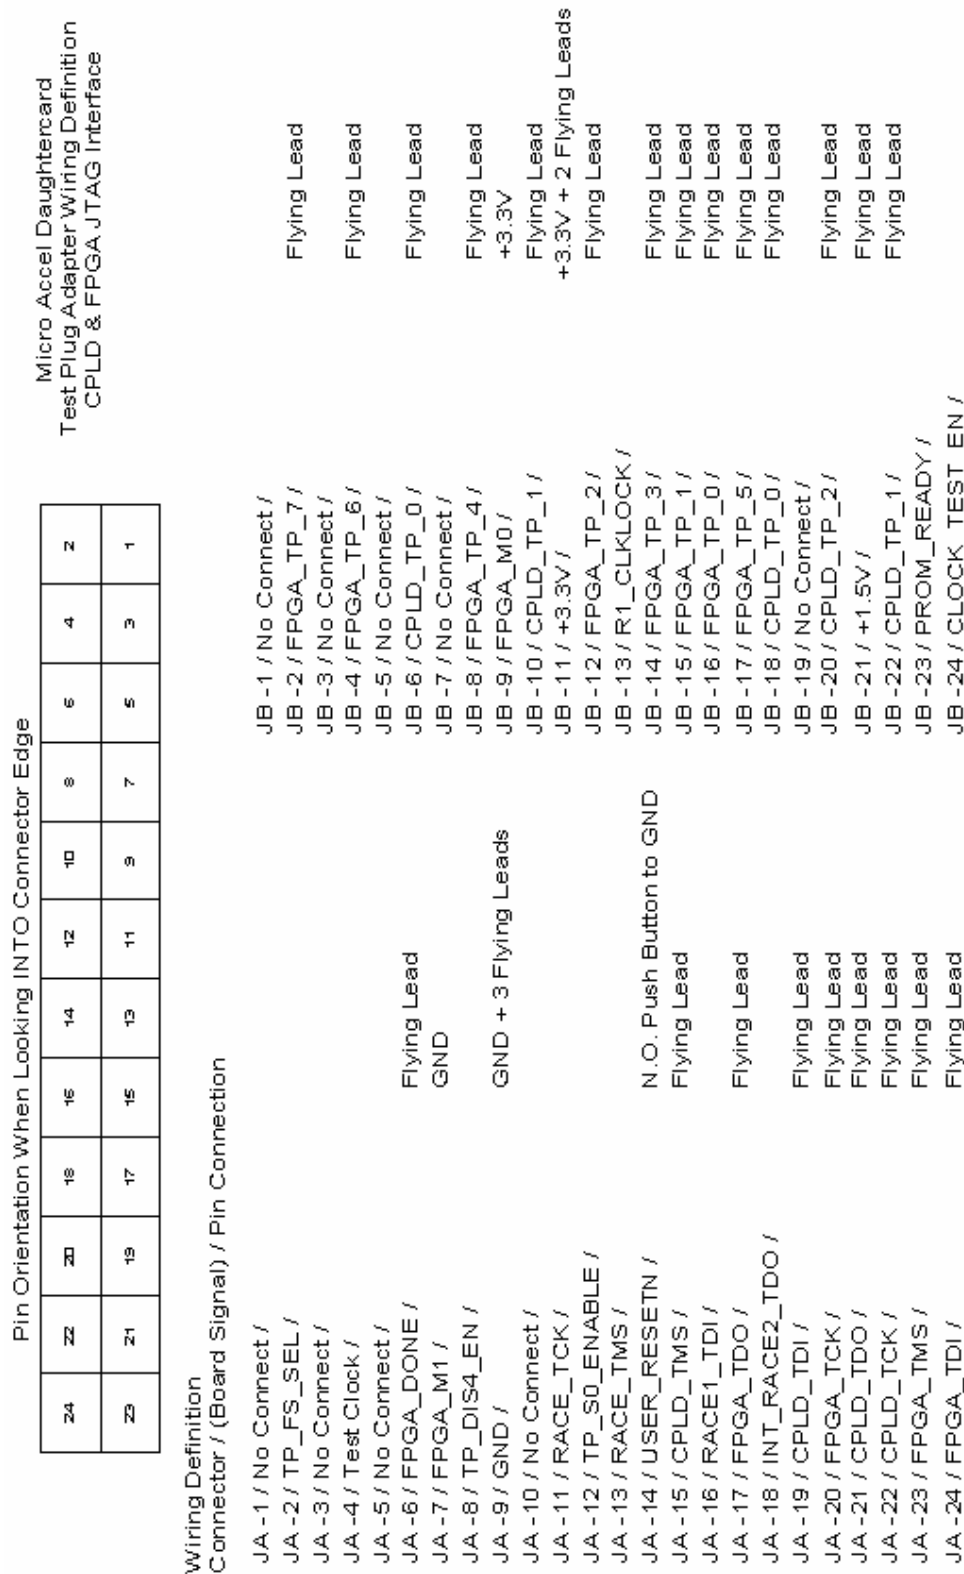 Micro Accel Daughtercard
Test Plug Adapter Wiring Definition
CPLD & FPGA JTAG Interface
Pin Orientation When Looking INTO Connector Edge
24 22 20 18 16 14 12 10 8 6 4 2
23 21 19 17 15 13 11 9 7 5 3 1
Wiring Definition
Connector / (Board Signal) / Pin Connection
JA - 1 / No Connect /
JA - 2 / TP_FS_SEL /
JA - 3 / No Connect /
JA - 4 / Test Clock /
JA - 5 / No Connect /
JA - 6 / FPGA_DONE / Flying Lead
JA - 7 / FPGA_M1 / GND
JA - 8 / TP_DIS4_EN /
JA - 9 / GND / GND + 3 Flying Leads
JA - 10 / No Connect /
JA - 11 / RACE_TCK /
JA - 12 / TP_S0_ENABLE /
JA - 13 / RACE_TMS /
JA - 14 / USER_RESETN / N.O. Push Button to GND
JA - 15 / CPLD_TMS / Flying Lead
JA - 16 / RACE1_TDI /
JA - 17 / FPGA_TDO / Flying Lead
JA - 18 / INT_RACE2_TDO /
JA - 19 / CPLD_TDI / Flying Lead
JA - 20 / FPGA_TCK / Flying Lead
JA - 21 / CPLD_TDO / Flying Lead
JA - 22 / CPLD_TCK / Flying Lead
JA - 23 / FPGA_TMS / Flying Lead
JA - 24 / FPGA_TDI / Flying Lead
JB - 1 / No Connect /
JB - 2 / FPGA_TP_7 / Flying Lead
JB - 3 / No Connect /
JB - 4 / FPGA_TP_6 / Flying Lead
JB - 5 / No Connect /
JB - 6 / CPLD_TP_0 / Flying Lead
JB - 7 / No Connect /
JB - 8 / FPGA_TP_4 / Flying Lead
JB - 9 / FPGA_M0 / +3.3V
JB - 10 / CPLD_TP_1 / Flying Lead
JB - 11 / +3.3V / +3.3V + 2 Flying Leads
JB - 12 / FPGA_TP_2 / Flying Lead
JB - 13 / R1_CLKLOCK /
JB - 14 / FPGA_TP_3 / Flying Lead
JB - 15 / FPGA_TP_1 / Flying Lead
JB - 16 / FPGA_TP_0 / Flying Lead
JB - 17 / FPGA_TP_5 / Flying Lead
JB - 18 / CPLD_TP_0 / Flying Lead
JB - 19 / No Connect /
JB - 20 / CPLD_TP_2 / Flying Lead
JB - 21 / +1.5V / Flying Lead
JB - 22 / CPLD_TP_1 / Flying Lead
JB - 23 / PROM_READY /
JB - 24 / CLOCK_TEST_EN /